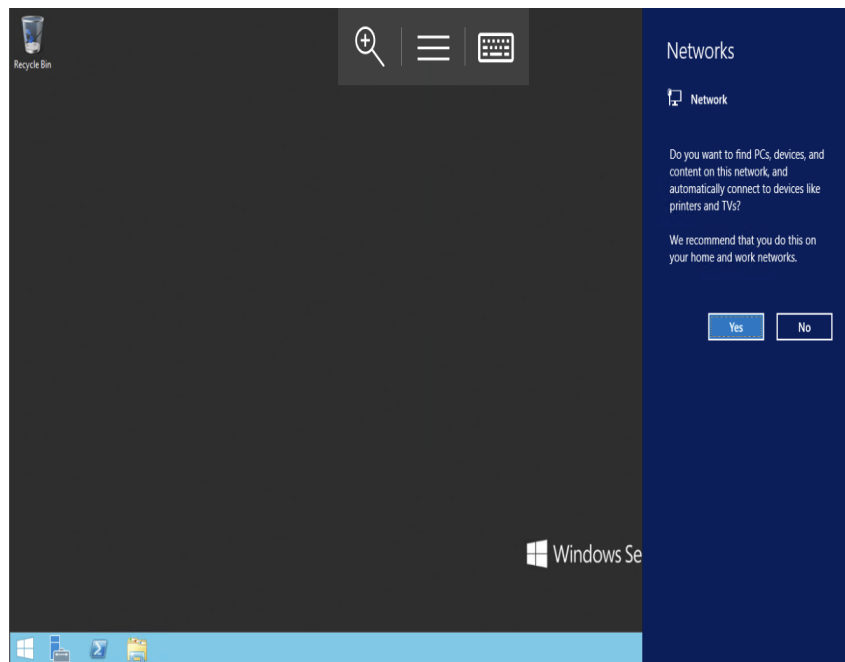 Recycle Bin
Networks
Network
Do you want to find PCs, devices, and
content on this network, and
automatically connect to devices like
printers and TVs?
We recommend that you do this on
your home and work networks.
Yes
No
Windows Se